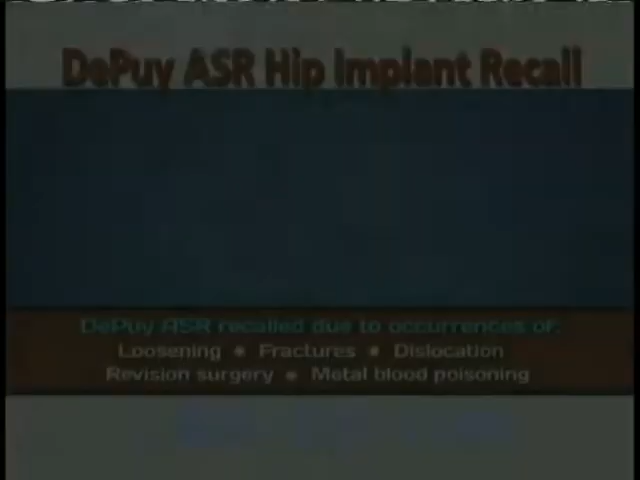 DePuy ASR Hip Implant Recall
DePuy ASR recalled due to occurrences of:
Loosening • Fractures • Dislocation
Revision surgery • Metal blood poisoning